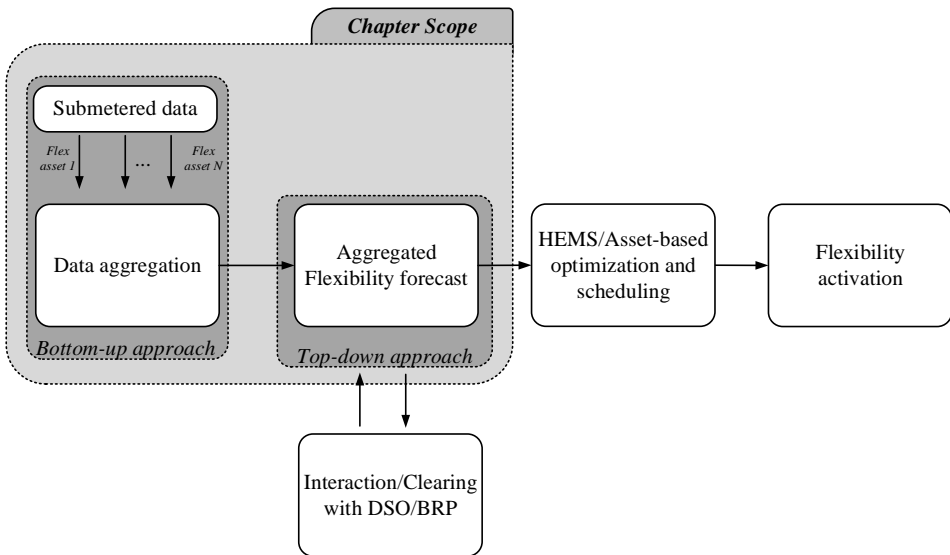 Chapter Scope
Submetered data
Flex
asset 1
...
Flex
asset N
Data aggregation
Bottom-up approach
Aggregated
Flexibility forecast
Top-down approach
HEMS/Asset-based
optimization and
scheduling
Flexibility
activation
Interaction/Clearing
with DSO/BRP